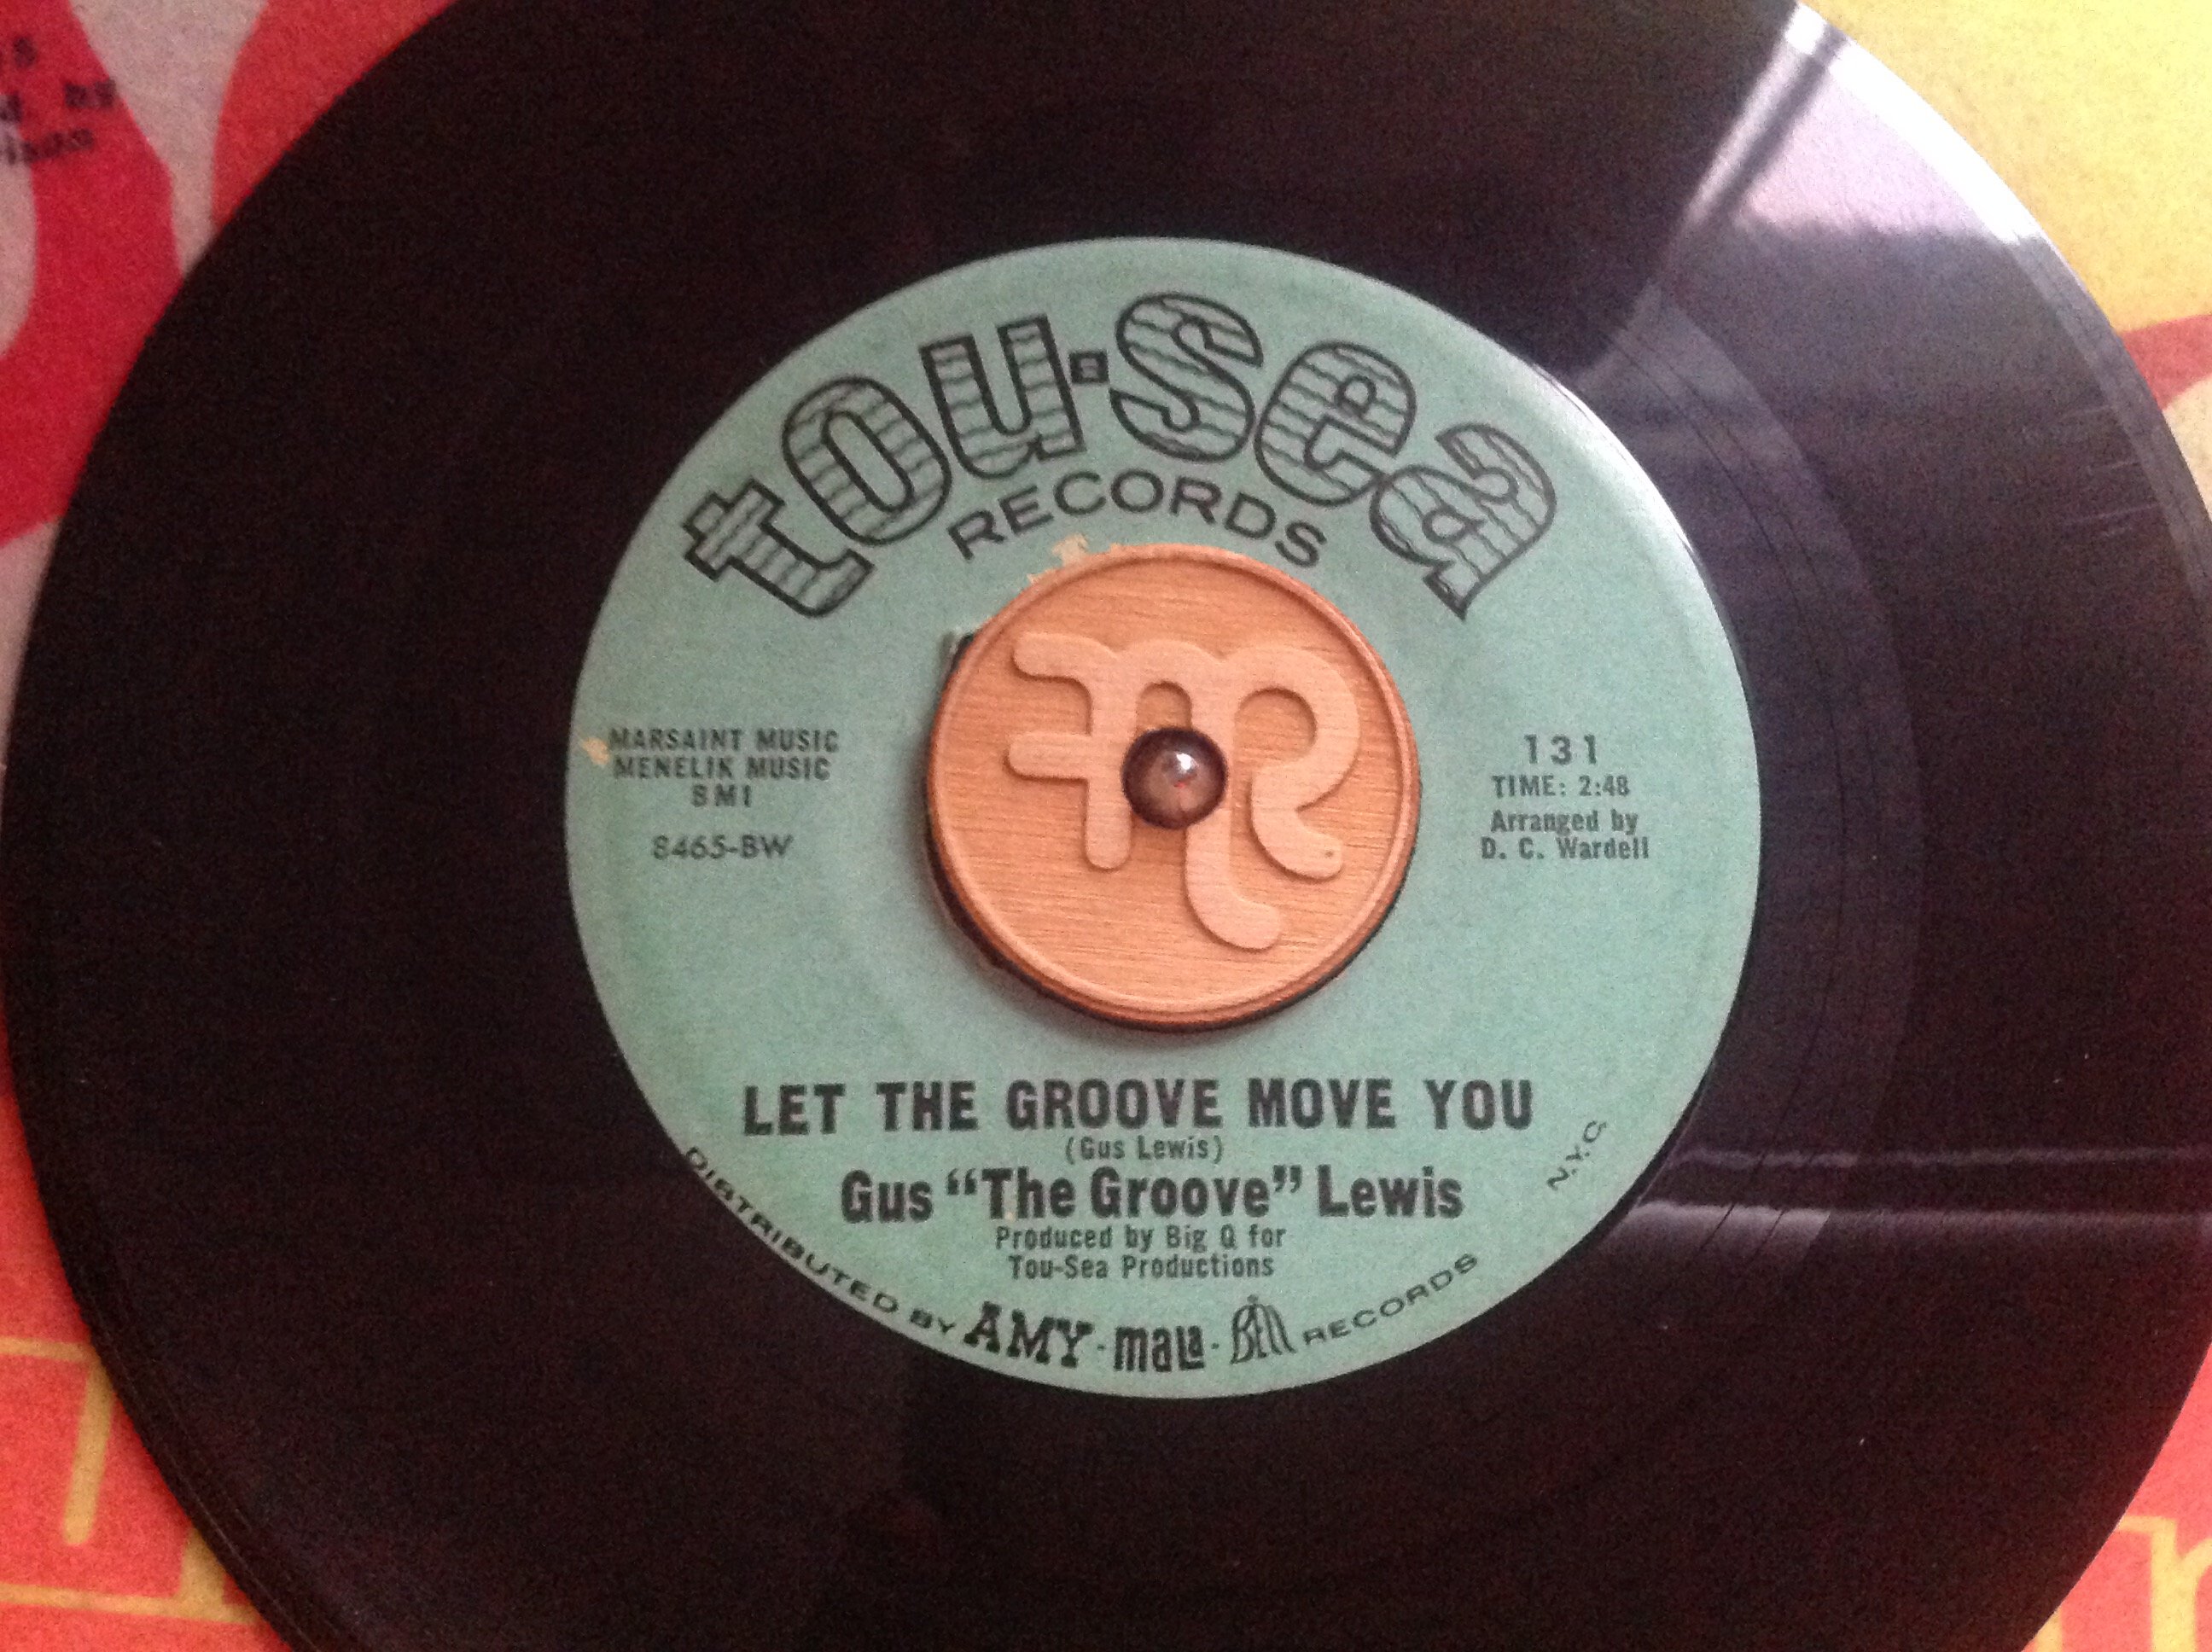 tou-sea
RECORDS
MARSAINT MUSIC
MENELIK MUSIC
BMI
8465-BW
131
TIME: 2:48
Arranged by
D. C. Wardell
LET THE GROOVE MOVE YOU
(Gus Lewis)
Gus “The Groove” Lewis
Produced by Big Q for
Tou-Sea Productions
DISTRIBUTED BY AMY · mala · BELL RECORDS N.Y.C.